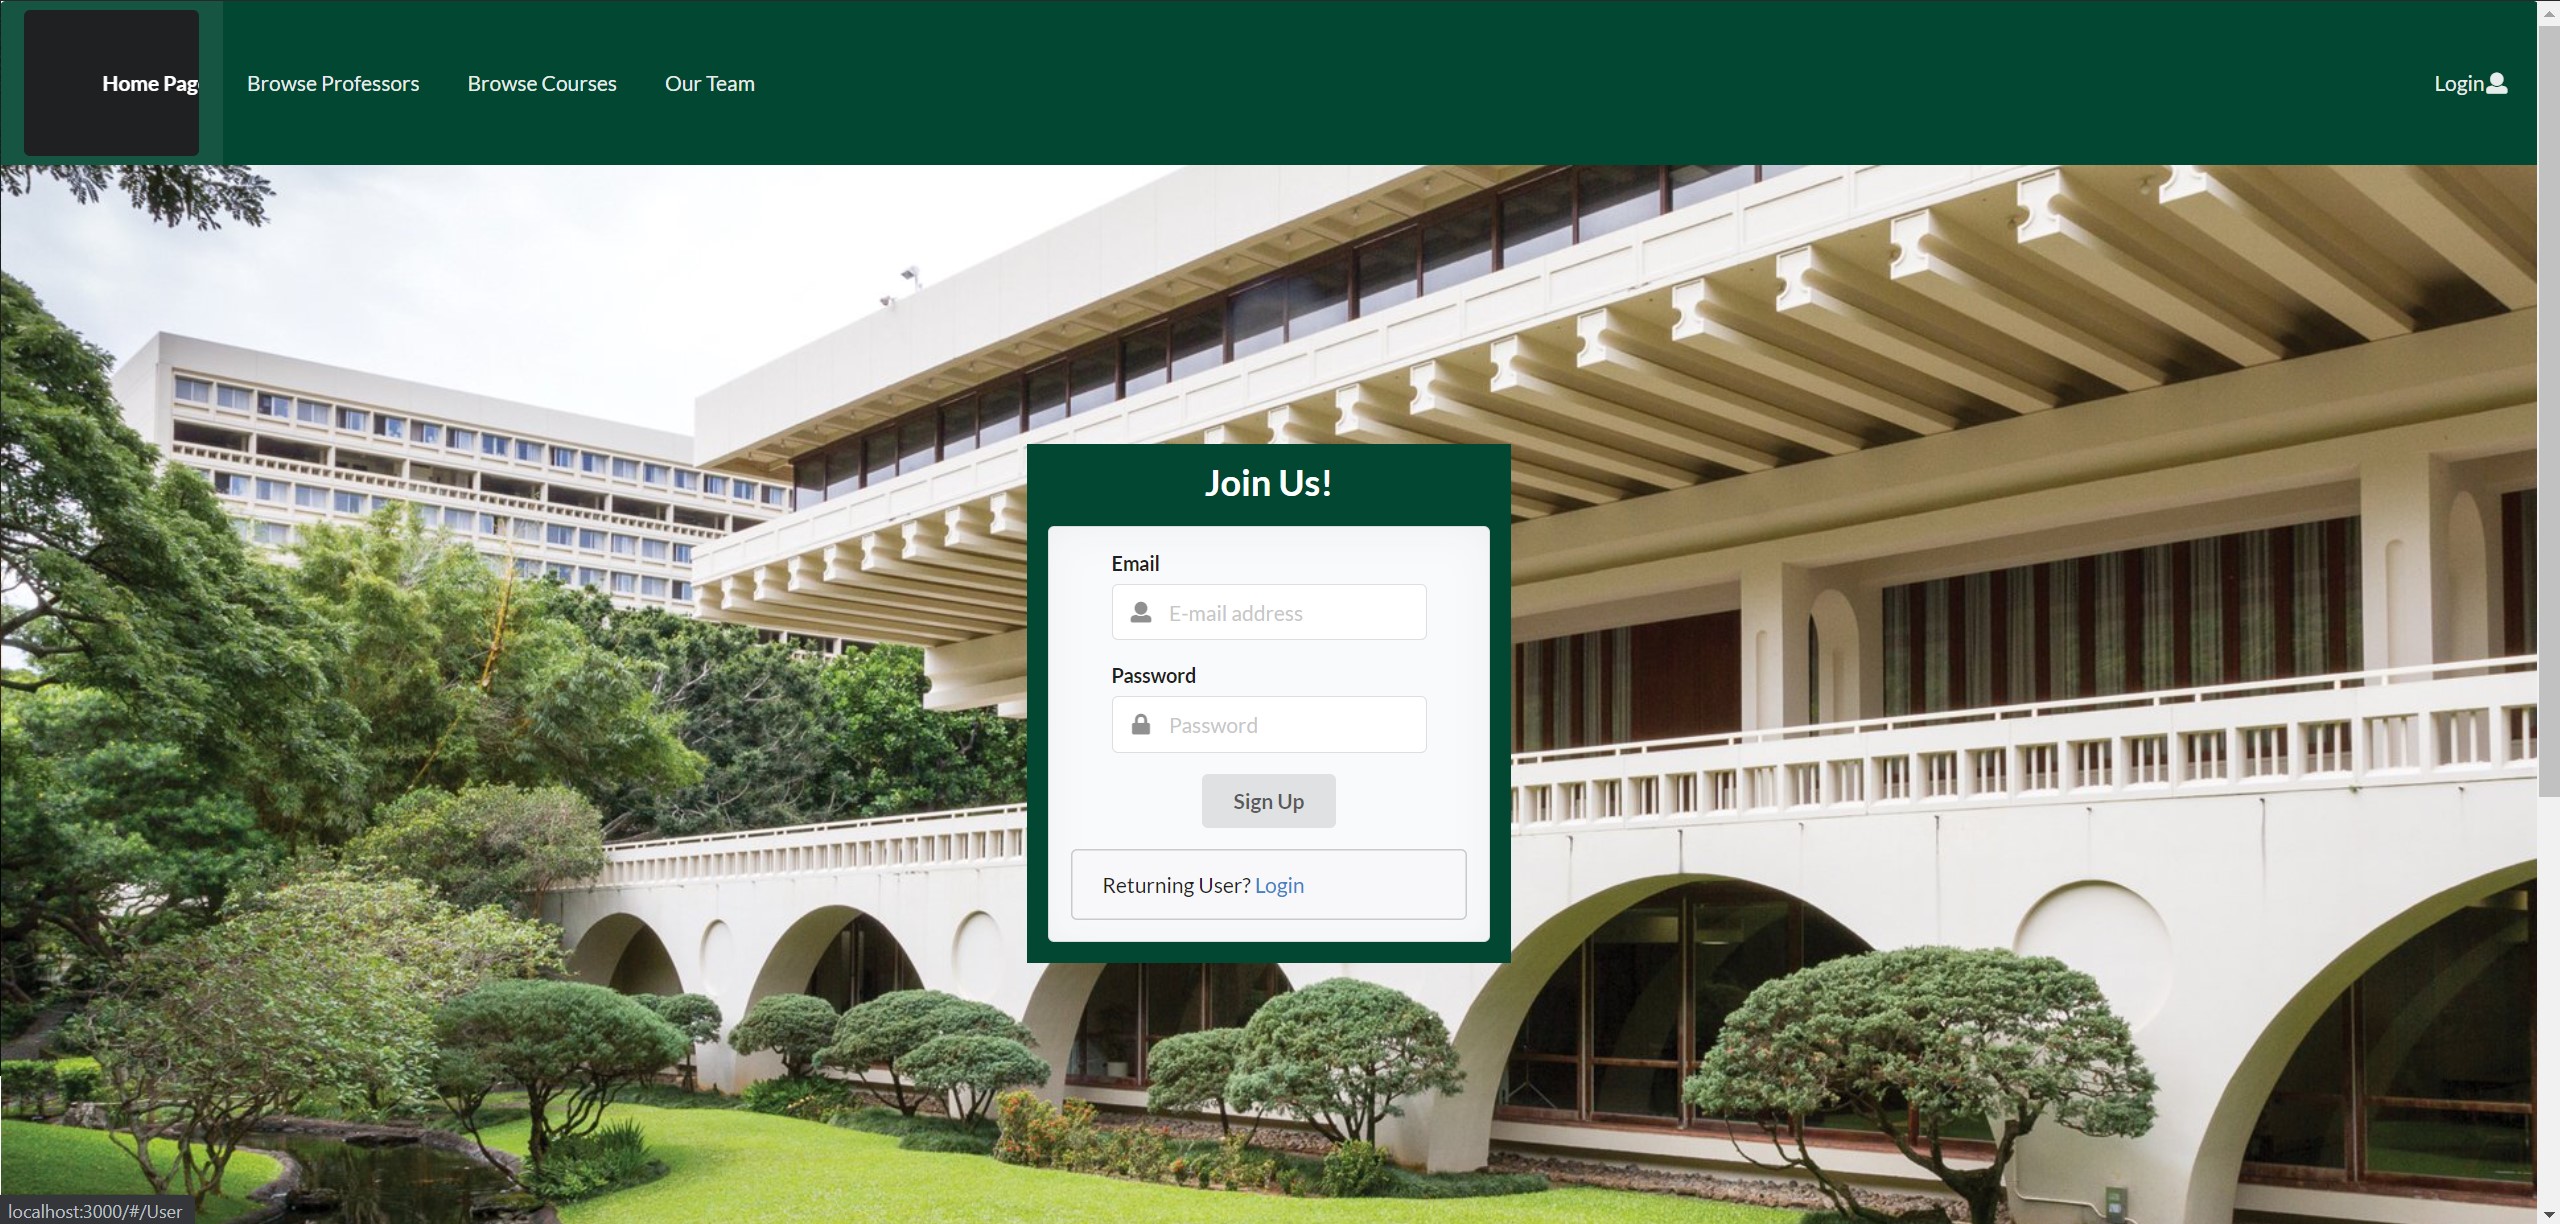 Home Pag
Browse Professors
Browse Courses
Our Team
Login
Join Us!
Email
E-mail address
Password
Password
Sign Up
Returning User? Login
localhost:3000/#/User